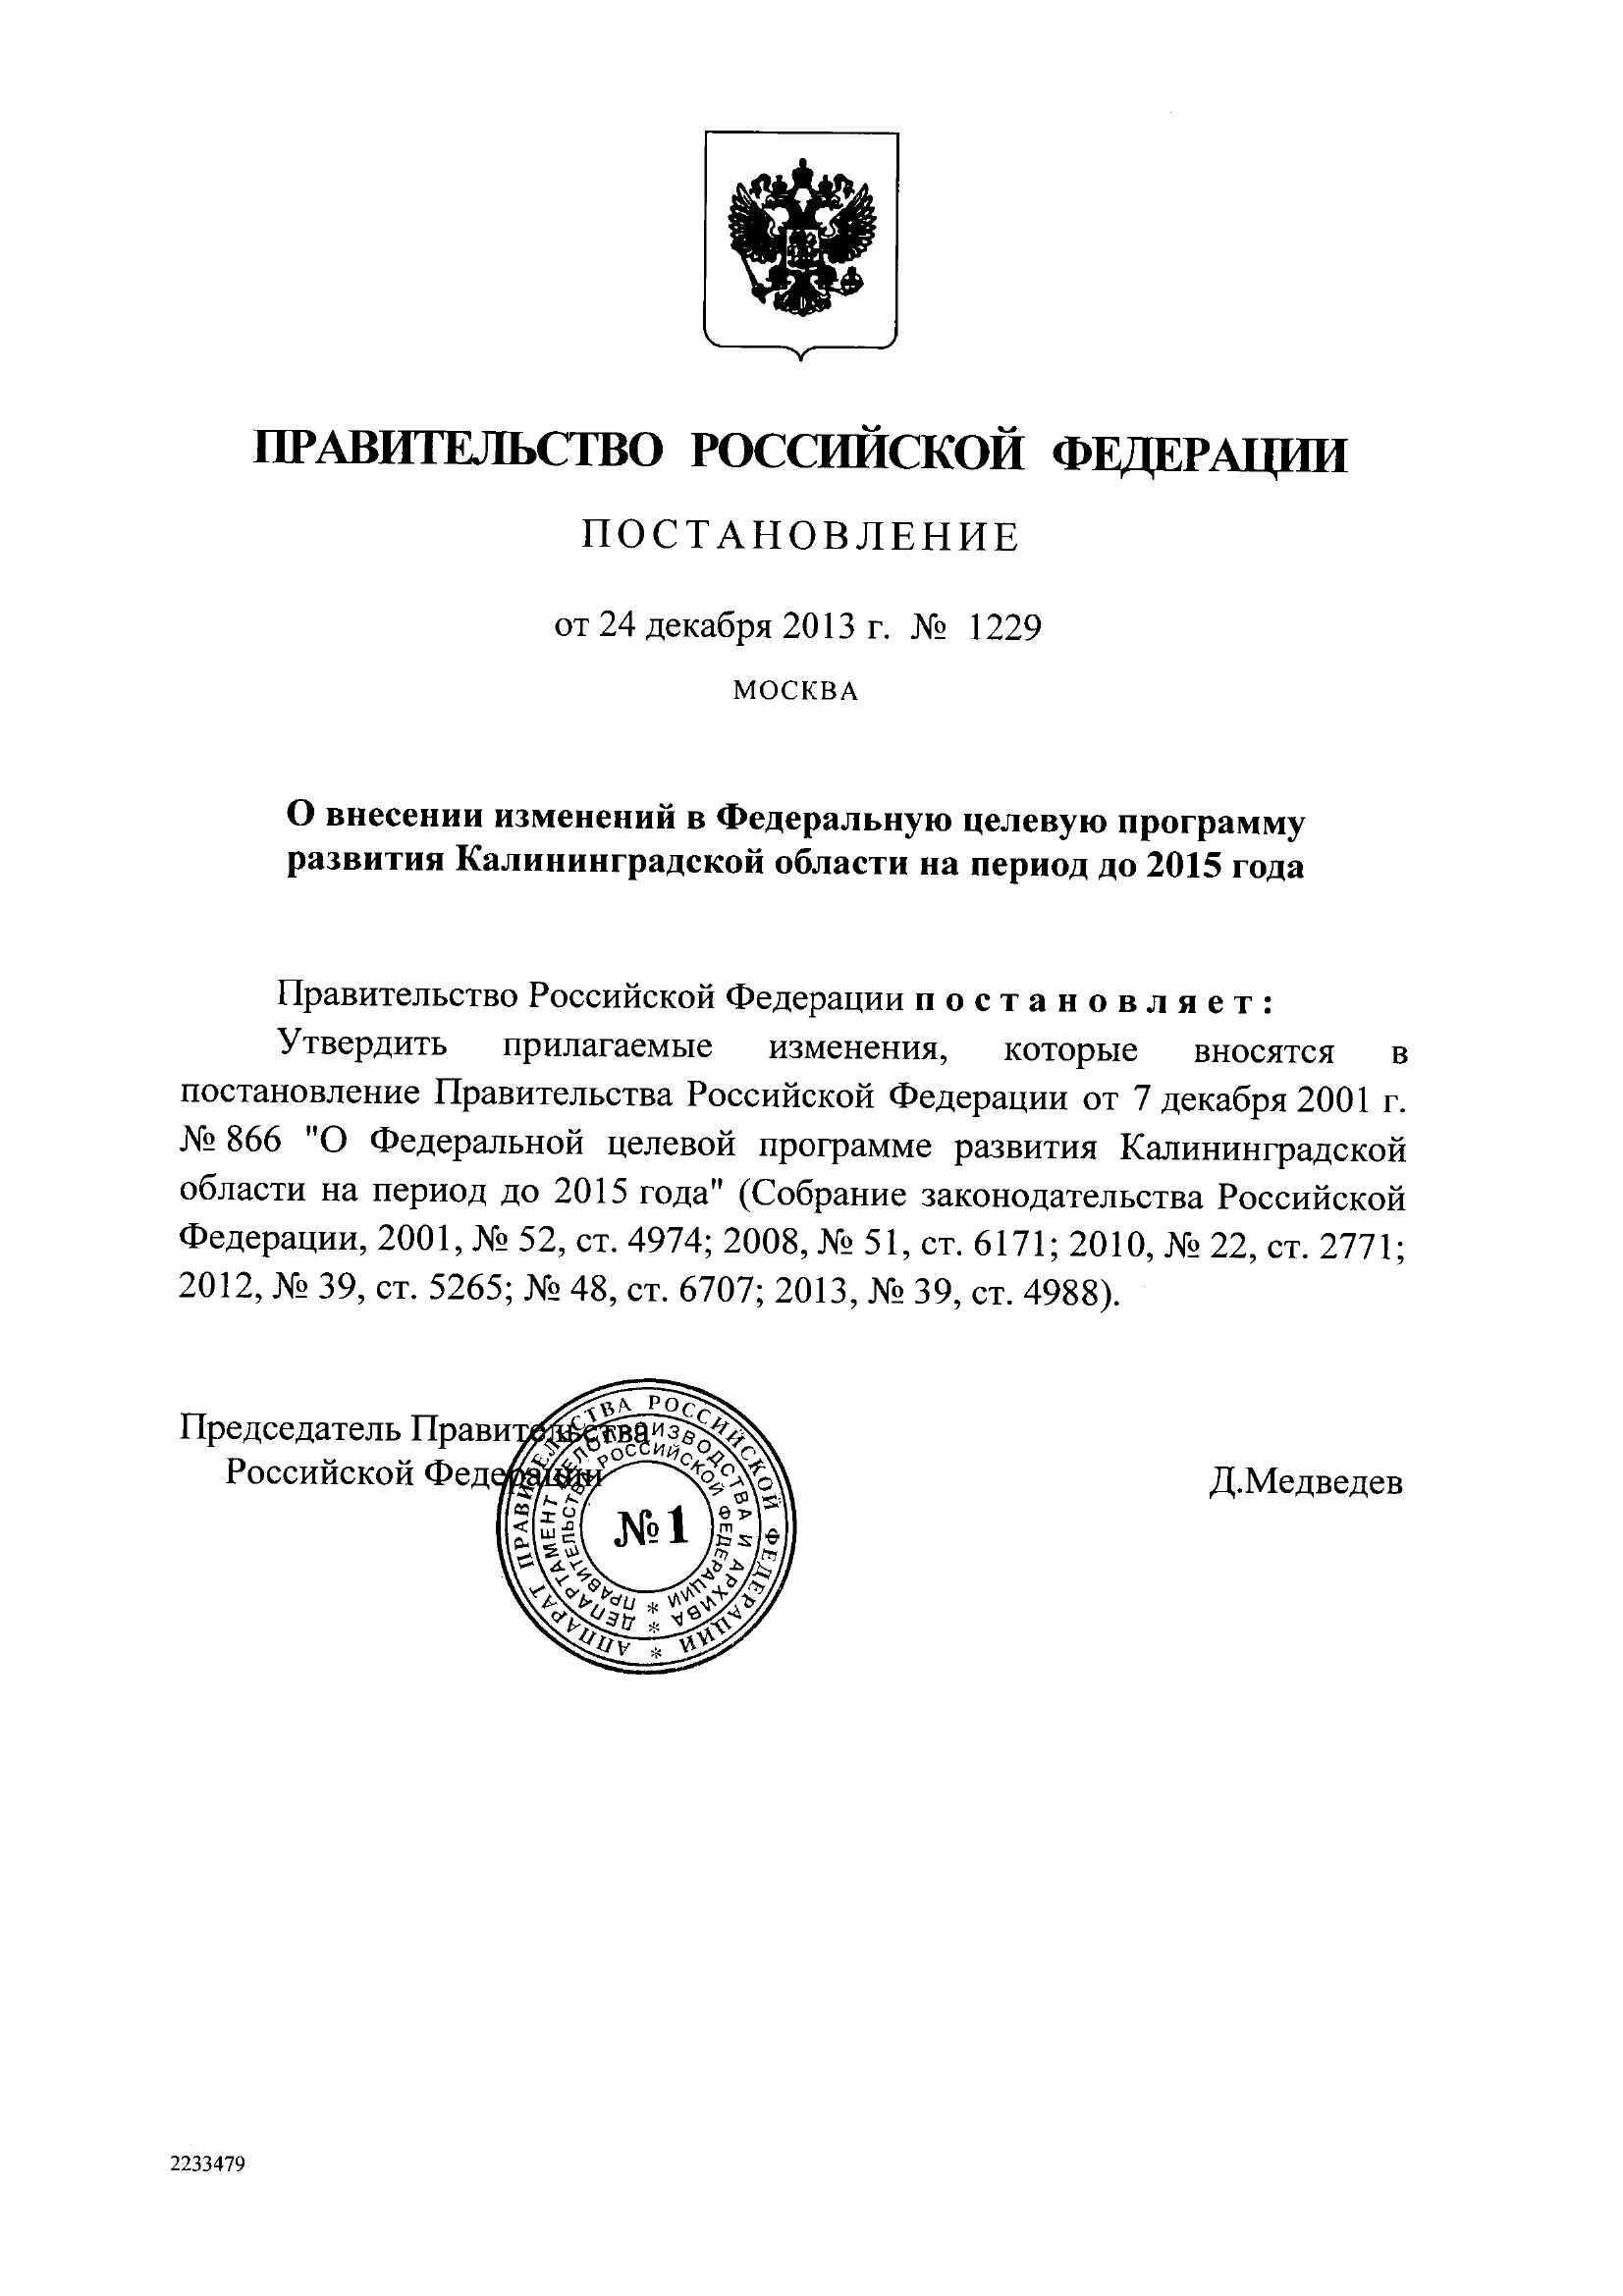 ПРАВИТЕЛЬСТВО РОССИЙСКОЙ ФЕДЕРАЦИИ
ПОСТАНОВЛЕНИЕ
от 24 декабря 2013 г. № 1229
МОСКВА
О внесении изменений в Федеральную целевую программу
развития Калининградской области на период до 2015 года
Правительство Российской Федерации п о с т а н о в л я е т :
Утвердить прилагаемые изменения, которые вносятся в
постановление Правительства Российской Федерации от 7 декабря 2001 г.
№ 866 "О Федеральной целевой программе развития Калининградской
области на период до 2015 года" (Собрание законодательства Российской
Федерации, 2001, № 52, ст. 4974; 2008, № 51, ст. 6171; 2010, № 22, ст. 2771;
2012, № 39, ст. 5265; № 48, ст. 6707; 2013, № 39, ст. 4988).
Председатель Правительства
Российской Федерации
Д.Медведев
АППАРАТ ПРАВИТЕЛЬСТВА РОССИЙСКОЙ ФЕДЕРАЦИИ *
ДЕПАРТАМЕНТ ДЕЛОПРОИЗВОДСТВА И АРХИВА *
ПРАВИТЕЛЬСТВА РОССИЙСКОЙ ФЕДЕРАЦИИ *
№1
2233479